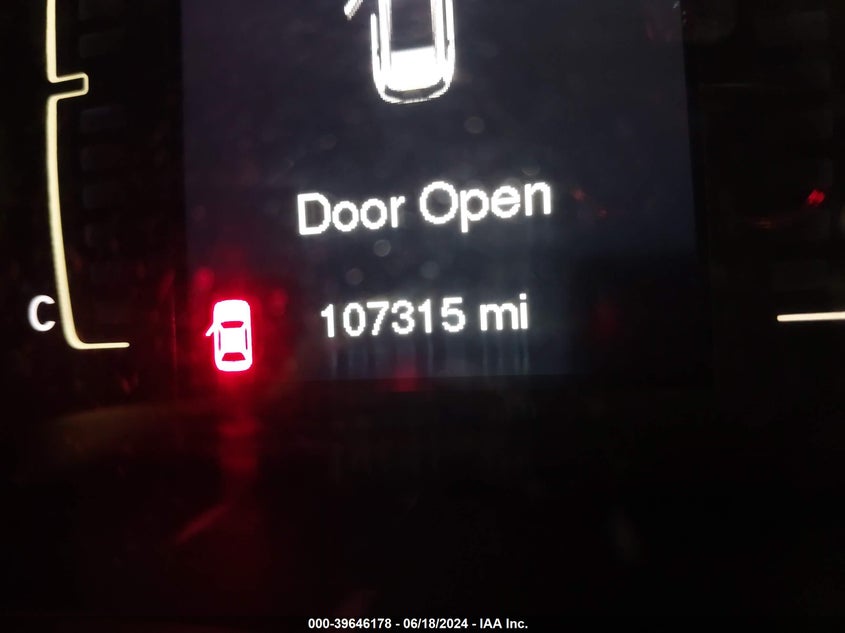 Door Open
107315 mi
C
000-39646178 - 06/18/2024 - IAA Inc.